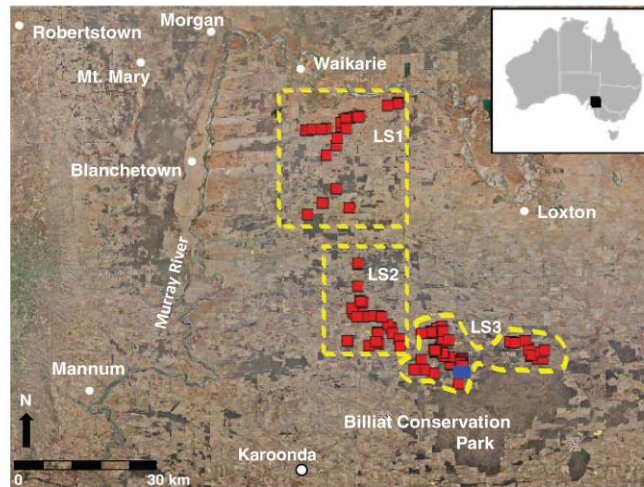 Morgan
Robertstown
Waikarie
Mt. Mary
LS1
Blanchetown
Loxton
Murray River
LS2
LS3
Mannum
N
Billiat Conservation
Park
Karoonda
0 30 km